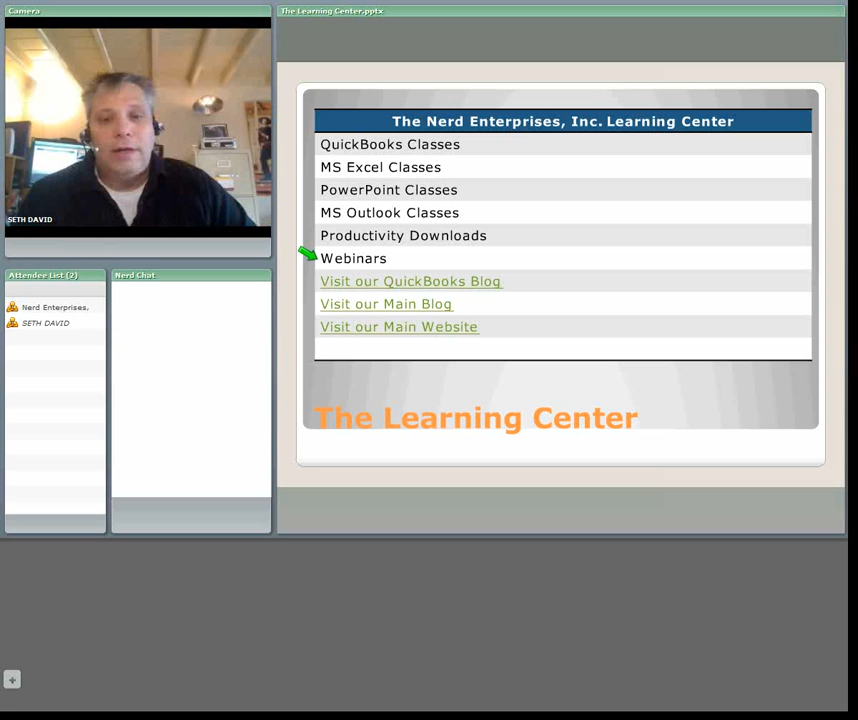 Camera
SETH DAVID
Attendee List (2)
Nerd Enterprises,
SETH DAVID
Nerd Chat
The Learning Center.pptx
The Nerd Enterprises, Inc. Learning Center
QuickBooks Classes
MS Excel Classes
PowerPoint Classes
MS Outlook Classes
Productivity Downloads
Webinars
Visit our QuickBooks Blog
Visit our Main Blog
Visit our Main Website
The Learning Center